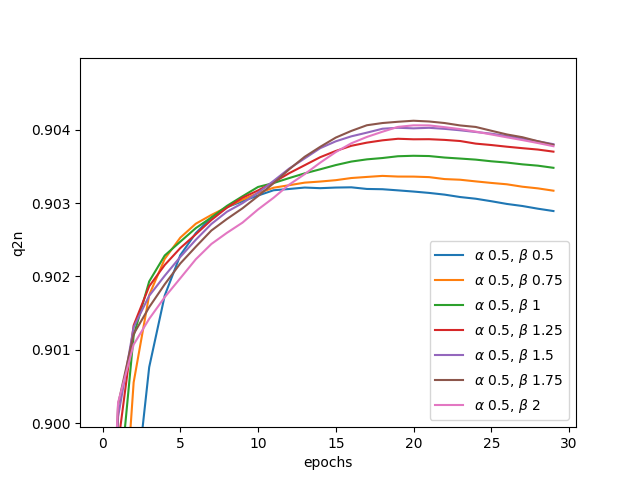 0.904
0.903
0.902
0.901
0.900
q2n
0 5 10 15 20 25 30
epochs
α 0.5, β 0.5
α 0.5, β 0.75
α 0.5, β 1
α 0.5, β 1.25
α 0.5, β 1.5
α 0.5, β 1.75
α 0.5, β 2